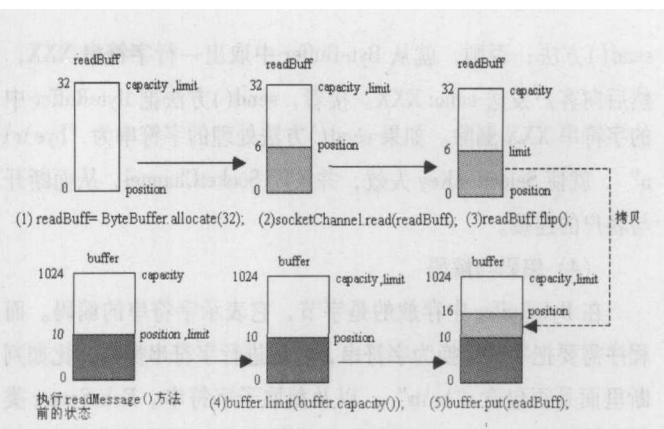 readBuff
32
capacity ,limit
0
position
readBuff
32
capacity ,limit
6
position
0
readBuff
32
capacity
6
limit
0
position
(1) readBuff= ByteBuffer.allocate(32);
(2)socketChannel.read(readBuff);
(3)readBuff.flip();
拷贝
buffer
1024
capacity
10
position ,limit
0
buffer
1024
capacity ,limit
10
position
0
buffer
1024
capacity ,limit
16
position
10
0
执行readMessage()方法
前的状态
(4)buffer.limit(buffer.capacity());
(5)buffer.put(readBuff);